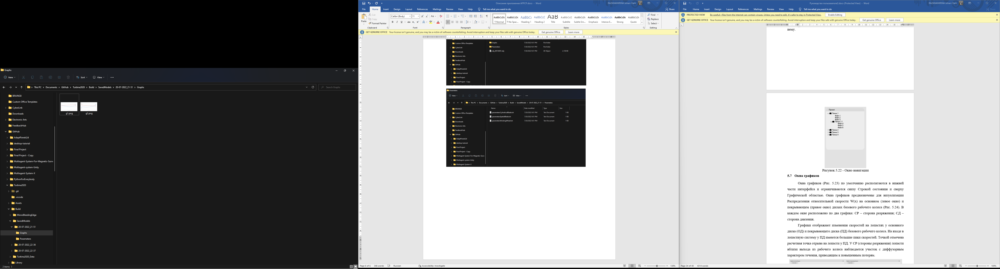 Graphs
New
Sort
View
This PC > Documents > GitHub > Turbina2020 > Build > SavedModels > 20-07-2022_21-51 > Graphs
Search Graphs
BRAING8
Custom Office Templates
CyberLink
Downloads
Electronic Arts
FeedbackHub
GitHub
AdaptPanels2d
desktop-tutorial
Final Project
Final Project - Copy
Multiagent-System-For-Magnetic-Surve
Multiagent-system-Unity
Multiagent-System-X
PythonForEverybody
Turbina2020
.git
.vscode
Assets
Build
MonoBleedingEdge
SavedModels
20-07-2022_21-51
Graphs
Parameters
20-07-2022_22-36
20-07-2022_22-37
Turbina2020_Data
Library
g1.png
g2.png
2 items
Описание приложения AFPCF.docx - Word
RAZANANIRINA Johan Clark
File Home Insert Design Layout References Mailings Review View Help Tell me what you want to do
Share
Paste
Cut
Copy
Format Painter
Clipboard
Calibri (Body) 11
Font
Paragraph
AaBbCcDc AaBbCcDc AaBbCc AaBbCcD AaB AaBbCcD AaBbCcDc AaBbCcDc AaBbCcDc AaBbCcDc AaBbCcDc
¶ Normal ¶ No Spac... Heading 1 Heading 2 Title Subtitle Subtle Em... Emphasis Intense E... Strong Quote
Styles
Find
Replace
Select
Editing
GET GENUINE OFFICE Your license isn't genuine, and you may be a victim of software counterfeiting. Avoid interruption and keep your files safe with genuine Office today. Get genuine Office Learn more
Custom Office Templates
CyberLink
Downloads
Electronic Arts
FeedbackHub
GitHub
AdaptPanels2d
desktop-tutorial
Final Project
Final Project - Copy
Graphs 7/20/2022 9:51 PM File folder
Parameters 7/20/2022 9:51 PM File folder
obj_48154501.obj 7/20/2022 9:51 PM 3D Object 2,158 KB
Parameters
New Sort View
This PC > Documents > GitHub > Turbina2020 > Build > SavedModels > 20-07-2022_21-51 > Parameters
Name Date modified Type Size
parametersCylindricalBlade.txt 7/20/2022 9:51 PM Text Document 1 KB
parametersSpatialBlade.txt 7/20/2022 9:51 PM Text Document 1 KB
parametersWorkingWheel.txt 7/20/2022 9:51 PM Text Document 1 KB
BRAING8
Custom Office Templates
CyberLink
Downloads
Electronic Arts
FeedbackHub
GitHub
AdaptPanels2d
desktop-tutorial
Final Project
Final Project - Copy
Multiagent-System-For-Magnetic-Surve
Multiagent-system-Unity
Multiagent-System-X
Page 6 of 6 346 words Russian Accessibility: Investigate 130%
Руководство пользователя2.docx (Protected View) - Word
RAZANANIRINA Johan Clark
File Home Insert Design Layout References Mailings Review View Help Tell me what you want to do
Share
PROTECTED VIEW Be careful—files from the Internet can contain viruses. Unless you need to edit, it's safer to stay in Protected View. Enable Editing
GET GENUINE OFFICE Your license isn't genuine, and you may be a victim of software counterfeiting. Avoid interruption and keep your files safe with genuine Office today. Get genuine Office Learn more
нему.
Проект
Папка 1
Файл 1
Файл 2
Файл 3
Папка 1.1
Файл 4
Файл 5
Файл 6
Папка 2
Папка 3
Папка 4
Рисунок 5.22 - Окно навигации
5.7 Окна графиков
Окна графиков (Рис. 5.23) по умолчанию располагаются в нижней
части интерфейса и ограничиваются снизу Строкой состояния и сверху
Графической областью. Окна графиков предназначены для визуализации
Распределения относительной скорости W(x) на основном (левое окно) и
покрывающем (правое окно) дисках базового рабочего колеса (Рис. 5.24). В
каждом окне расположено по два графика: СР – сторона разряжения; СД –
сторона давления.
Графики отображают изменения скоростей на лопастях у основного
диска (ОД) и покрывающего диска (ПД) базового рабочего колеса. На входе в
лопастную систему у ПД имеются большие пики скоростей. Точкой отмечена
расчетная точка отрыва на лопасти у ПД. У СР (стороны разряжения) лопасти
вблизи выхода из рабочего колеса наблюдается участок с диффузорным
характером течения, приводящим к повышенным потерям.
Page 34 of 40 4314 words 100%